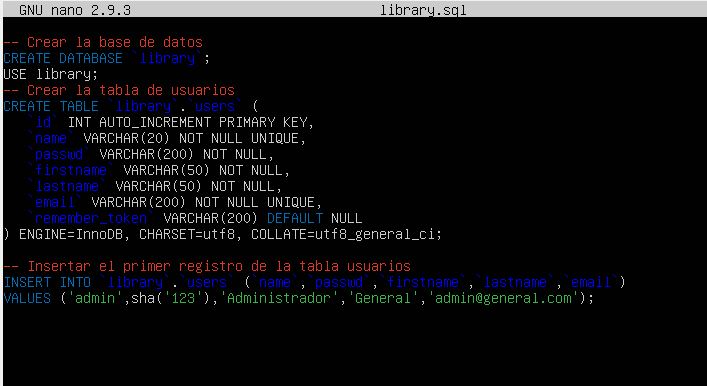 GNU nano 2.9.3 library.sql
-- Crear la base de datos
CREATE DATABASE `library`;
USE library;
-- Crear la tabla de usuarios
CREATE TABLE `library`.`users` (
`id` INT AUTO_INCREMENT PRIMARY KEY,
`name` VARCHAR(20) NOT NULL UNIQUE,
`passwd` VARCHAR(200) NOT NULL,
`firstname` VARCHAR(50) NOT NULL,
`lastname` VARCHAR(50) NOT NULL,
`email` VARCHAR(200) NOT NULL UNIQUE,
`remember_token` VARCHAR(200) DEFAULT NULL
) ENGINE=InnoDB, CHARSET=utf8, COLLATE=utf8_general_ci;
-- Insertar el primer registro de la tabla usuarios
INSERT INTO `library`.`users` (`name`,`passwd`,`firstname`,`lastname`,`email`)
VALUES ('admin',sha('123'),'Administrador','General','admin@general.com');